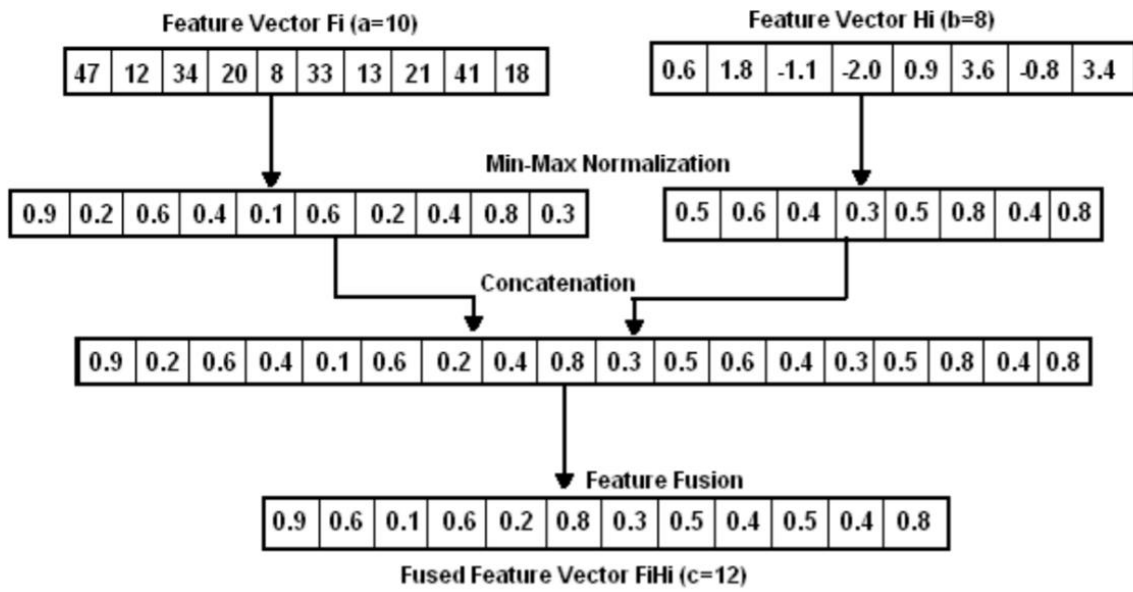 Feature Vector Fi (a=10)
Feature Vector Hi (b=8)
47 12 34 20 8 33 13 21 41 18
0.6 1.8 -1.1 -2.0 0.9 3.6 -0.8 3.4
Min-Max Normalization
0.9 0.2 0.6 0.4 0.1 0.6 0.2 0.4 0.8 0.3
0.5 0.6 0.4 0.3 0.5 0.8 0.4 0.8
Concatenation
0.9 0.2 0.6 0.4 0.1 0.6 0.2 0.4 0.8 0.3 0.5 0.6 0.4 0.3 0.5 0.8 0.4 0.8
Feature Fusion
0.9 0.6 0.1 0.6 0.2 0.8 0.3 0.5 0.4 0.5 0.4 0.8
Fused Feature Vector FiHi (c=12)